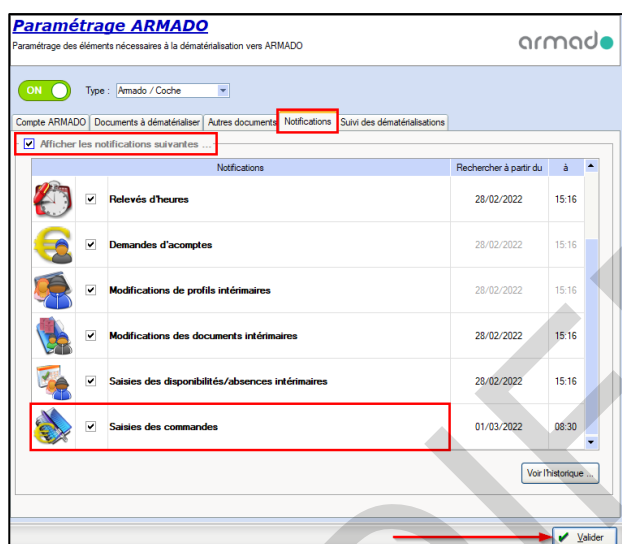 Paramétrage ARMADO
Paramétrage des éléments nécessaires à la dématérialisation vers ARMADO
armado
ON
Type : Armado / Coche
Compte ARMADO Documents à dématérialiser Autres documents Notifications Suivi des dématérialisations
Afficher les notifications suivantes ...
Notifications Rechercher à partir du à
Relevés d'heures 28/02/2022 15:16
Demandes d'acomptes 28/02/2022 15:16
Modifications de profils intérimaires 28/02/2022 15:16
Modifications des documents intérimaires 28/02/2022 15:16
Saisies des disponibilités/absences intérimaires 28/02/2022 15:16
Saisies des commandes 01/03/2022 08:30
Voir l'historique ...
Valider